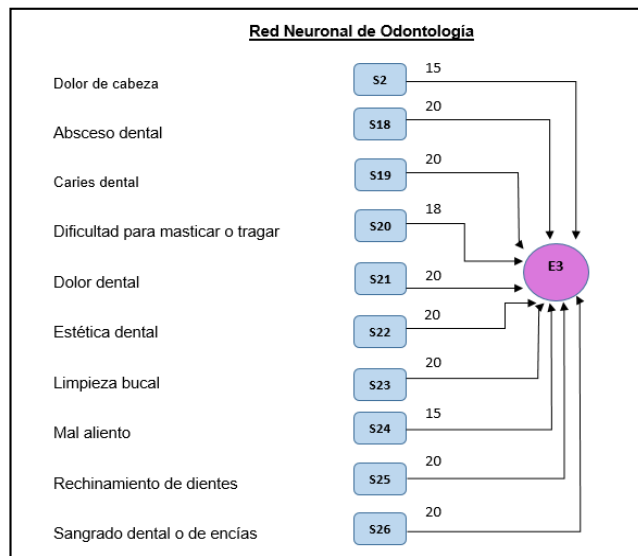 Red Neuronal de Odontología
Dolor de cabeza S2 15
Absceso dental S18 20
Caries dental S19 20
Dificultad para masticar o tragar S20 18
E3
Dolor dental S21 20
Estética dental S22 20
Limpieza bucal S23 20
Mal aliento S24 15
Rechinamiento de dientes S25 20
Sangrado dental o de encías S26 20